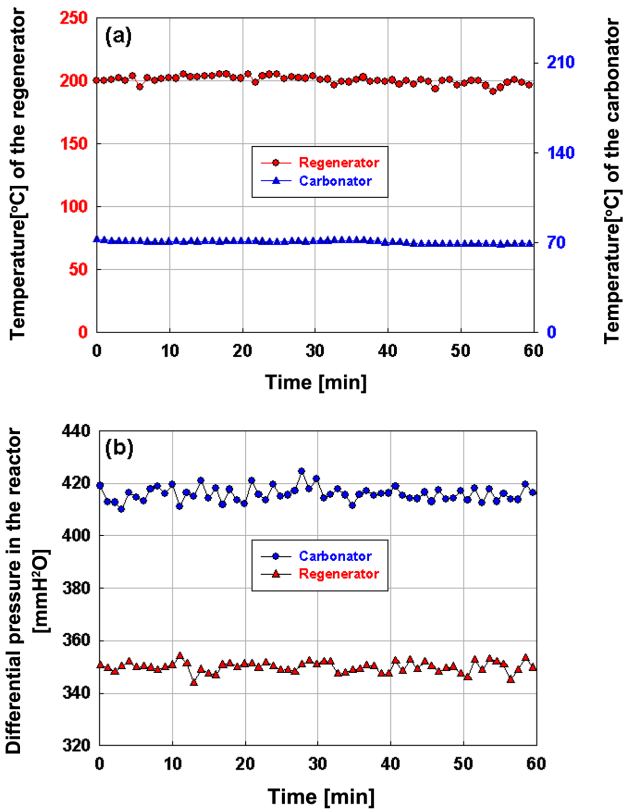 (a)
Temperature[°C] of the regenerator
250
200
150
100
50
0
Temperature[°C] of the carbonator
210
140
70
0
Regenerator
Carbonator
0 10 20 30 40 50 60
Time [min]
(b)
Differential pressure in the reactor
[mmH²O]
440
420
400
380
360
340
320
Carbonator
Regenerator
0 10 20 30 40 50 60
Time [min]